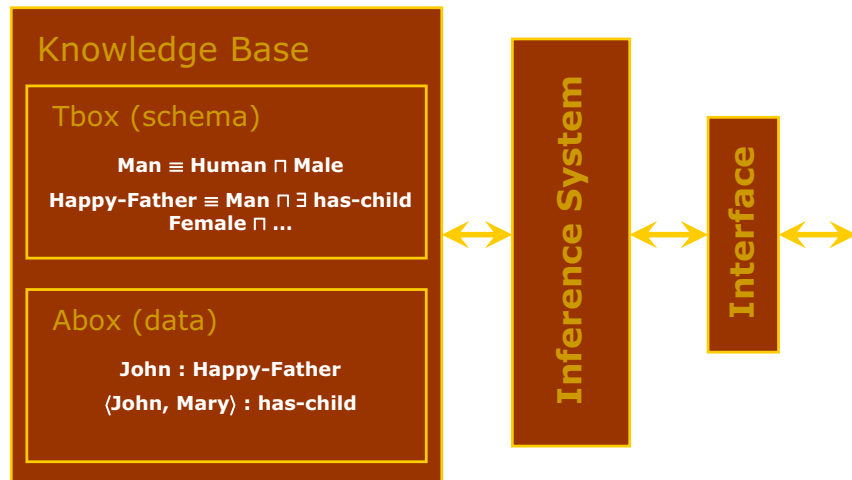 Knowledge Base
Tbox (schema)
Man ≡ Human ⊓ Male
Happy-Father ≡ Man ⊓ ∃ has-child
Female ⊓ ...
Abox (data)
John : Happy-Father
⟨John, Mary⟩ : has-child
Inference System
Interface